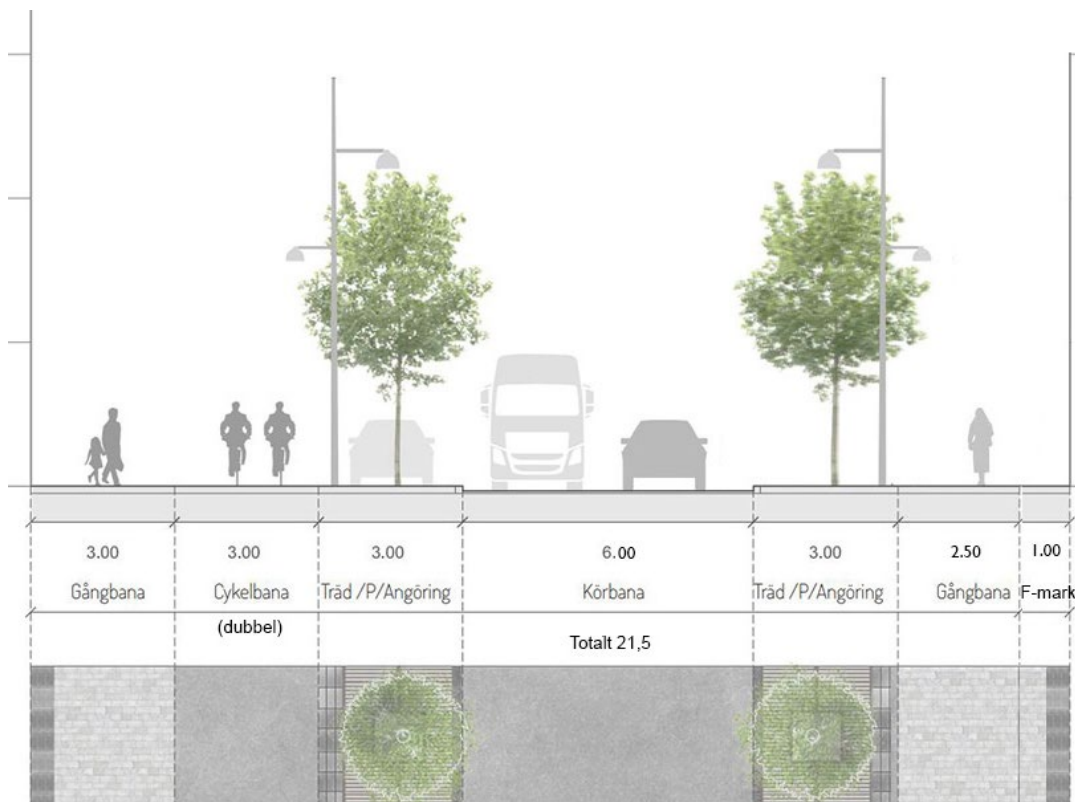 3.00 3.00 3.00 6.00 3.00 2.50 1.00
Gångbana Cykelbana Träd /P/Angöring Körbana Träd /P/Angöring Gångbana F-mark
(dubbel)
Totalt 21,5